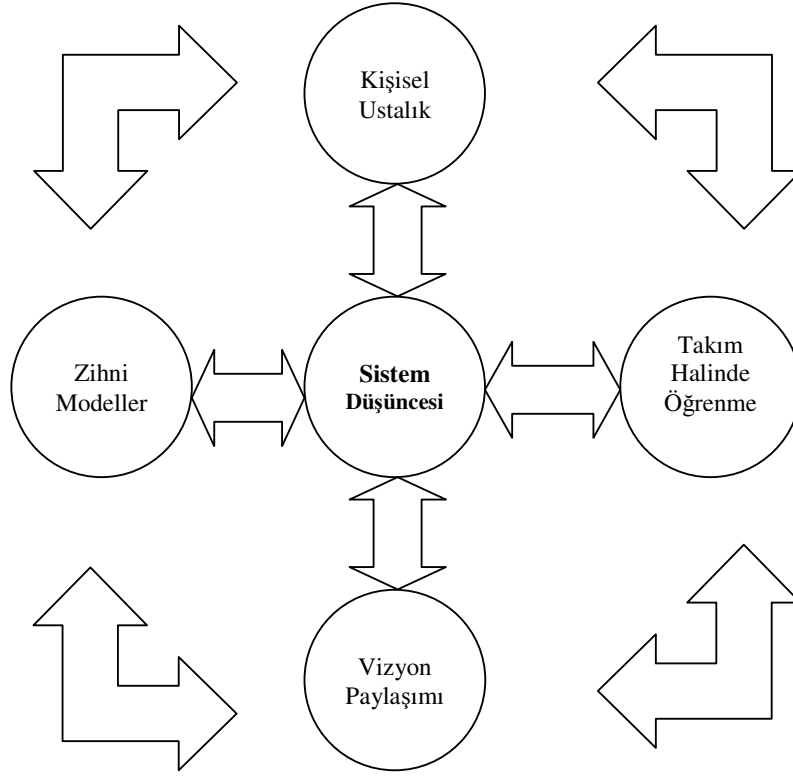 Kişisel
Ustalık
Zihni
Modeller
Sistem
Düşüncesi
Takım
Halinde
Öğrenme
Vizyon
Paylaşımı